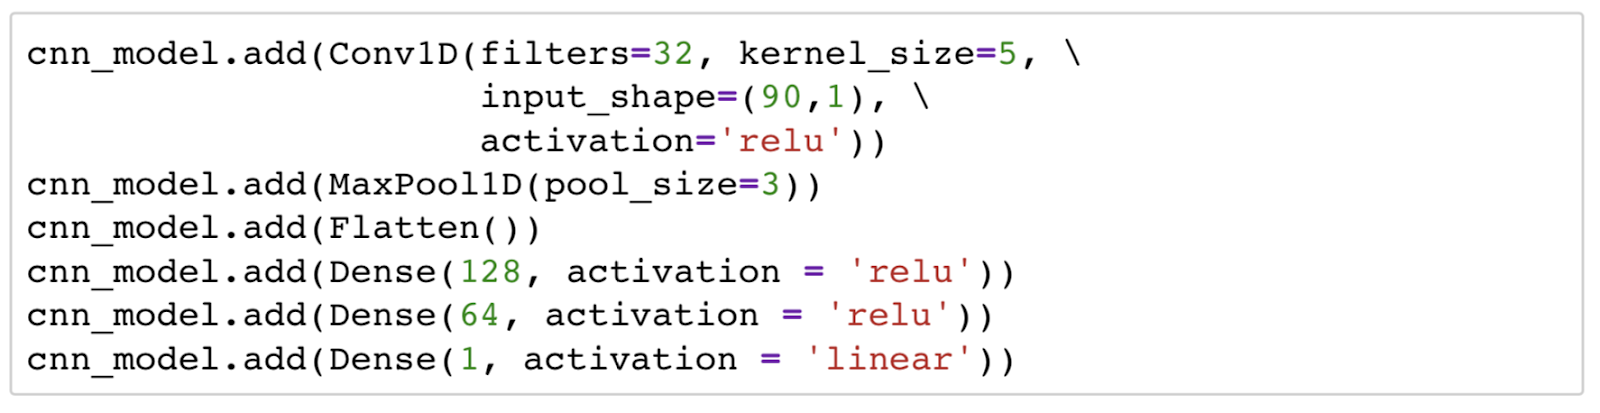 cnn_model.add(Conv1D(filters=32, kernel_size=5, \
                     input_shape=(90,1), \
                     activation='relu'))
cnn_model.add(MaxPool1D(pool_size=3))
cnn_model.add(Flatten())
cnn_model.add(Dense(128, activation = 'relu'))
cnn_model.add(Dense(64, activation = 'relu'))
cnn_model.add(Dense(1, activation = 'linear'))